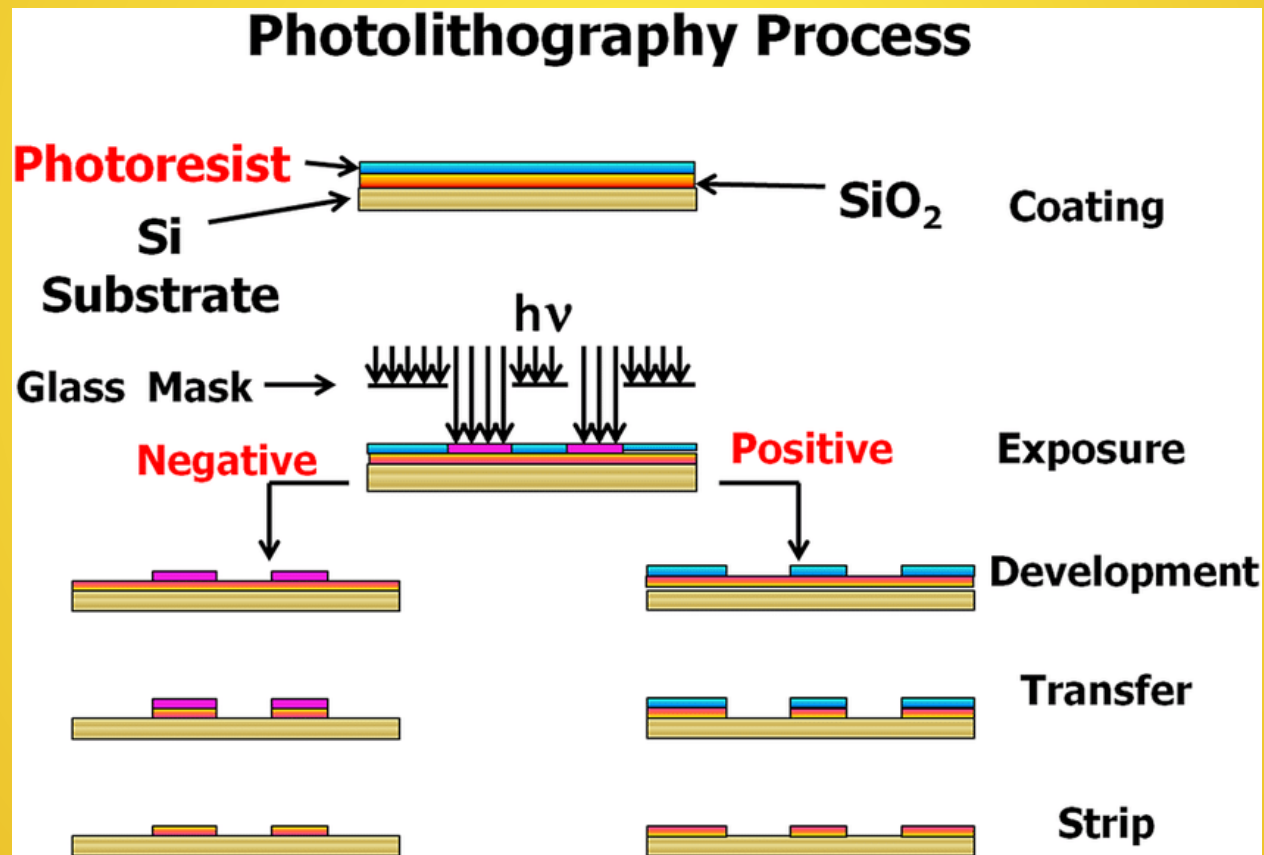 Photolithography Process
Photoresist
SiO₂
Coating
Si
Substrate
hν
Glass Mask
Negative
Positive
Exposure
Development
Transfer
Strip